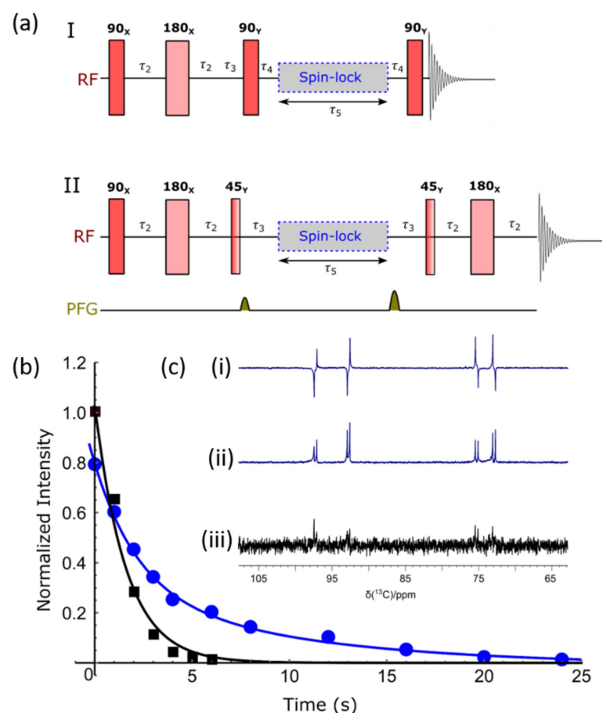 (a)
I
90X 180X 90Y 90Y
RF τ2 τ2 τ3 τ4 Spin-lock τ4
τ5
II
90X 180X 45Y 45Y 180X
RF τ2 τ2 τ3 Spin-lock τ3 τ2 τ2
τ5
PFG
(b)
1.2
1.0
0.8
0.6
0.4
0.2
Normalized Intensity
0 5 10 15 20 25
Time (s)
(c)
(i)
(ii)
(iii)
105 95 85 75 65
δ(¹³C)/ppm